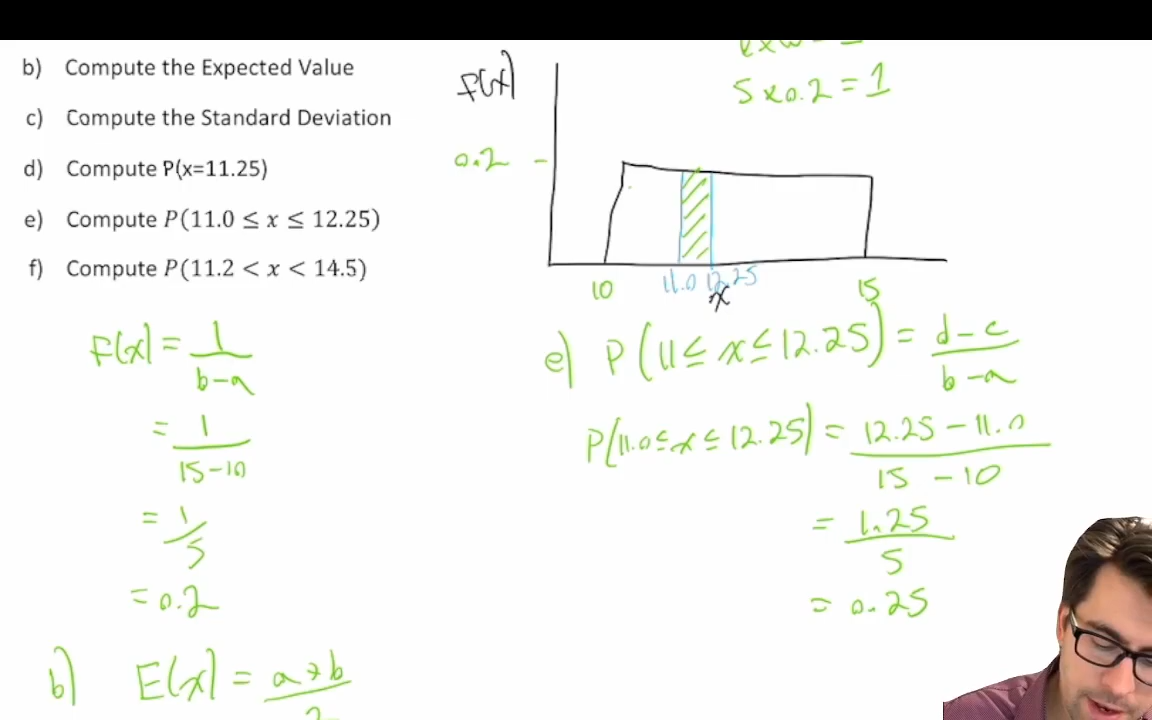 b) Compute the Expected Value
c) Compute the Standard Deviation
d) Compute P(x=11.25)
e) Compute P(11.0 ≤ x ≤ 12.25)
f) Compute P(11.2 < x < 14.5)
f(x)
5 x 0.2 = 1
0.2
10 11.0 12.25 15
x
f(x) = 1/(b-a)
= 1/(15-10)
= 1/5
= 0.2
b) E(x) = (a+b)/2
e) P(11 ≤ x ≤ 12.25) = (d-c)/(b-a)
P(11.0 ≤ x ≤ 12.25) = (12.25 - 11.0)/(15 - 10)
= 1.25/5
= 0.25